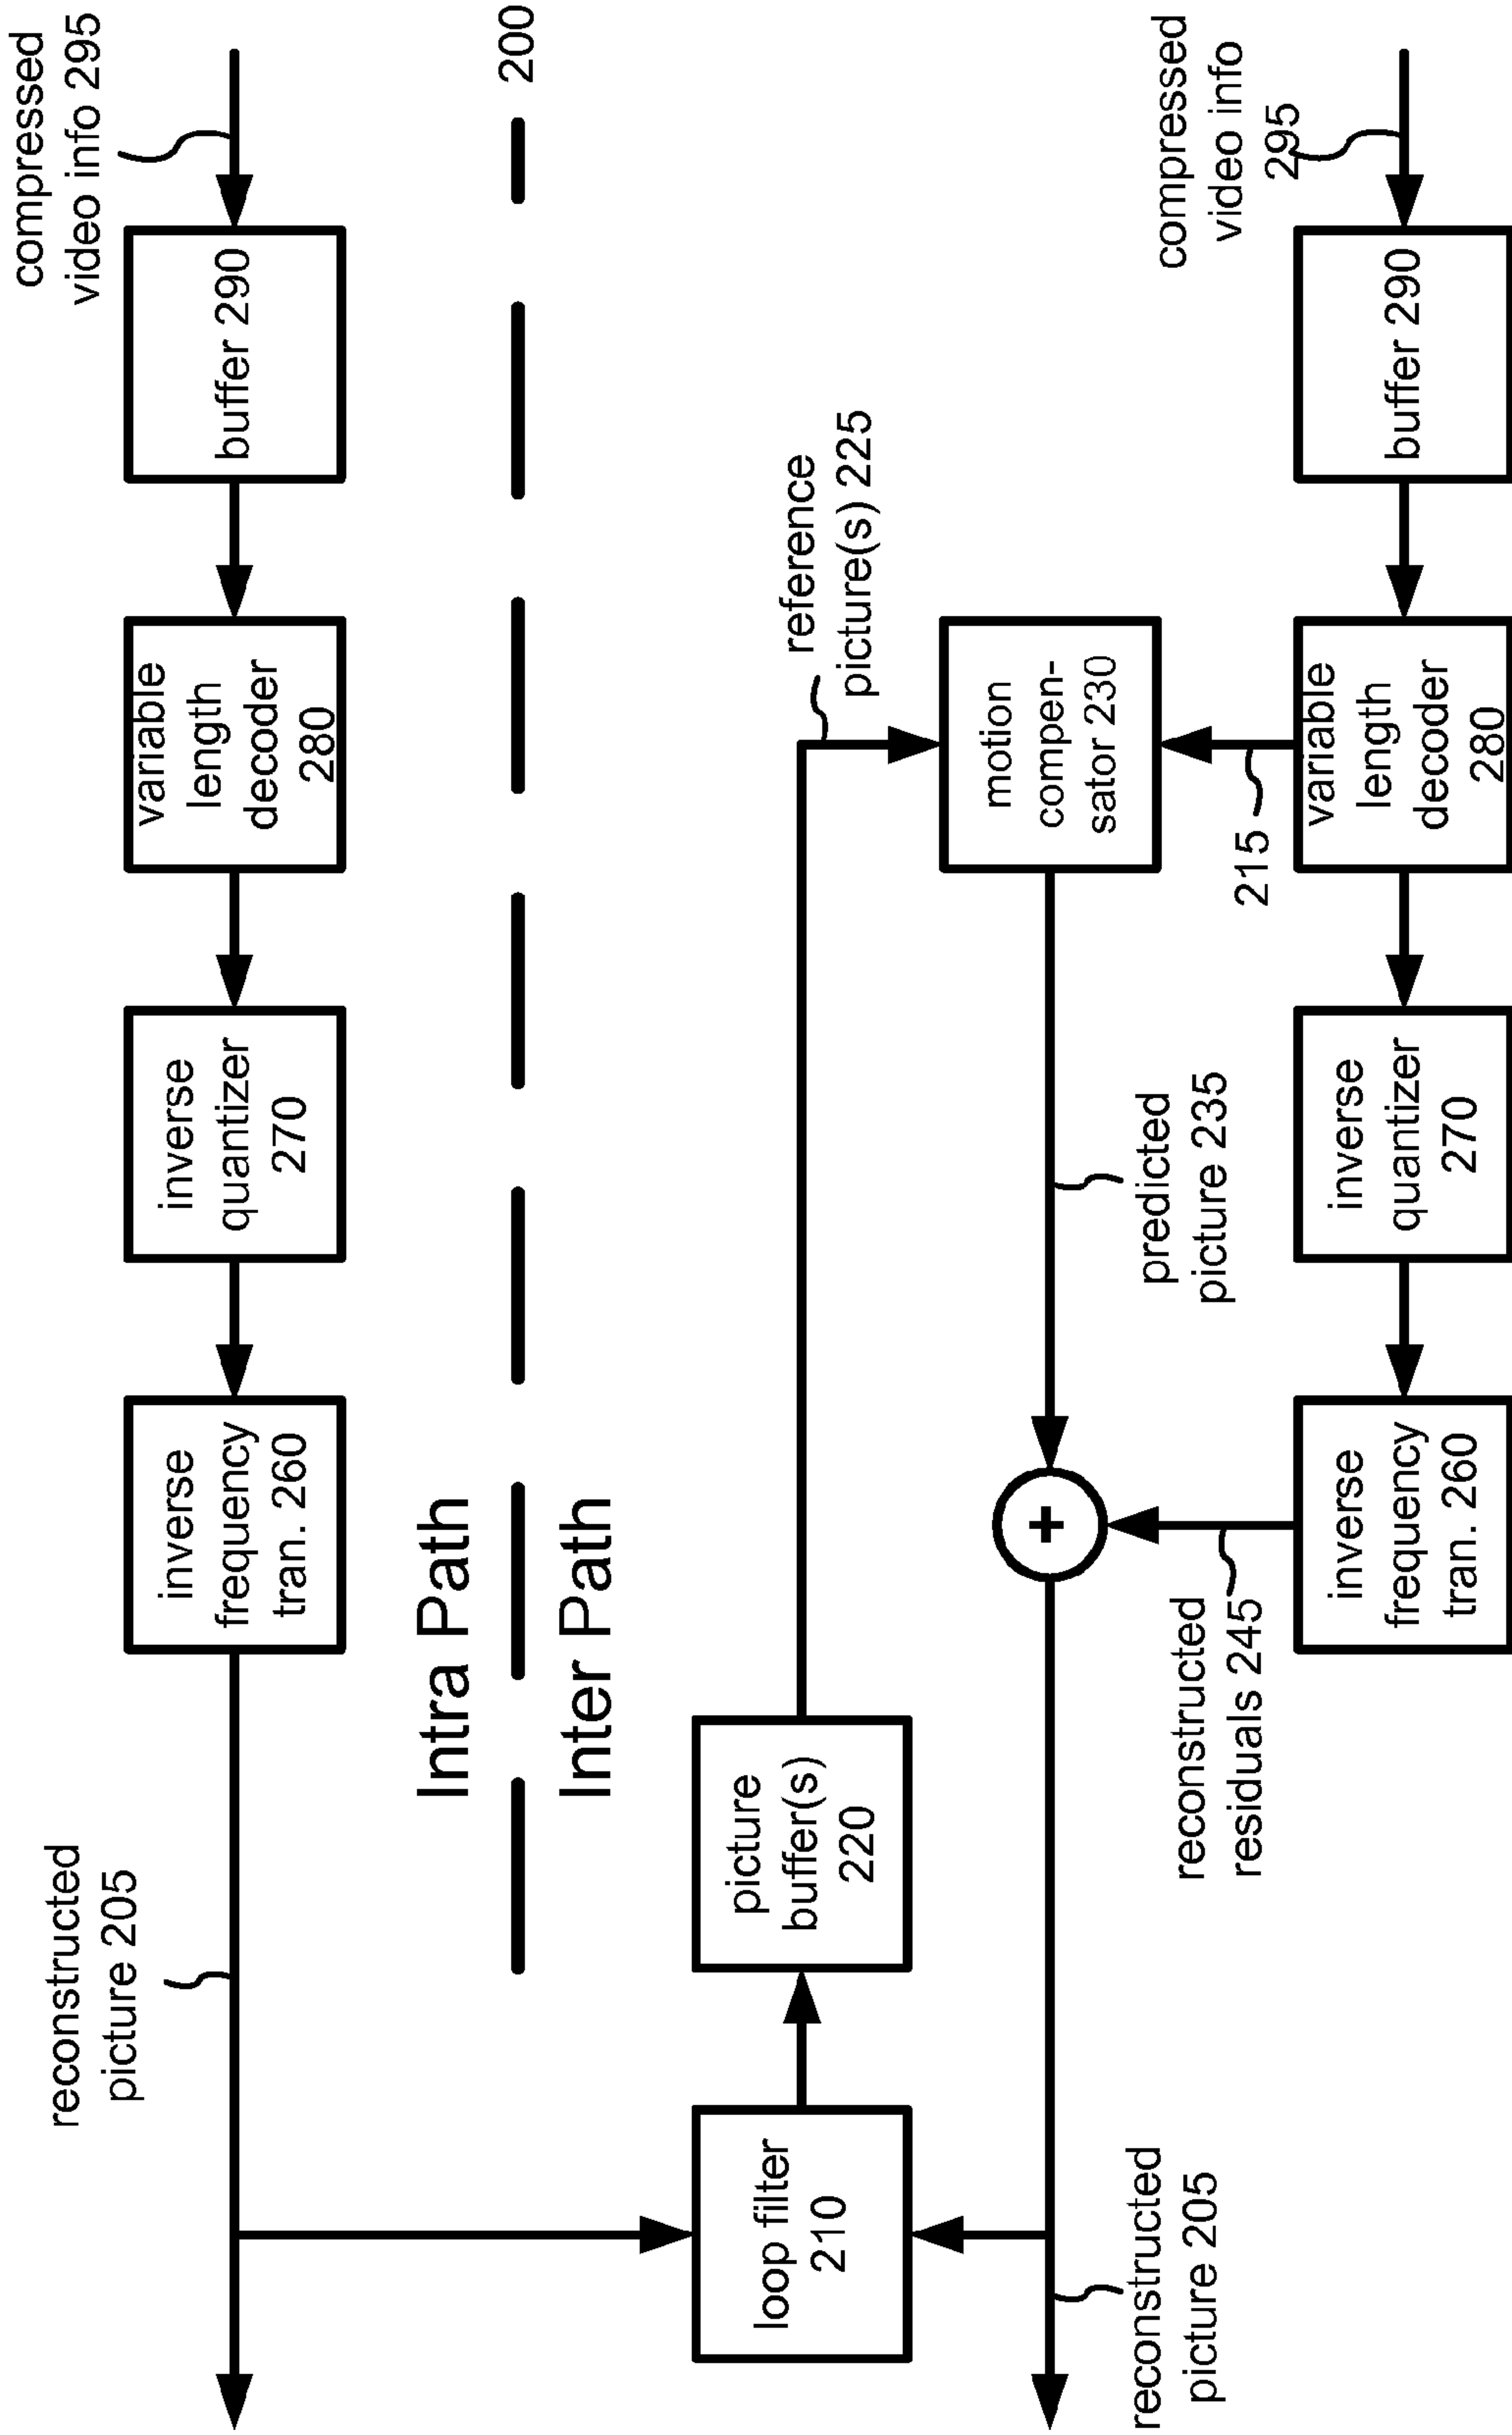 reconstructed
picture 205
inverse
frequency
tran. 260
inverse
quantizer
270
variable
length
decoder
280
buffer 290
compressed
video info 295
Intra Path
200
Inter Path
loop filter
210
picture
buffer(s)
220
reference
picture(s) 225
motion
compen-
sator 230
predicted
picture 235
+
215
reconstructed
picture 205
reconstructed
residuals 245
inverse
frequency
tran. 260
inverse
quantizer
270
variable
length
decoder
280
buffer 290
compressed
video info
295